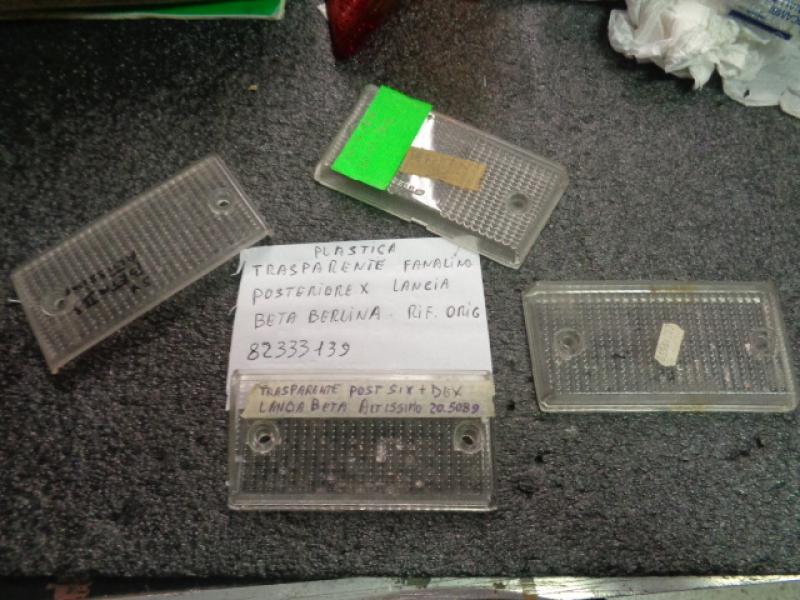 PLASTICA
TRASPARENTE FANALINO
POSTERIORE X LANCIA
BETA BERLINA. RIF. ORIG
82333139
TRASPARENTE POST SIX + DEX
LANCIA BETA ALTISSIMO 20.5089